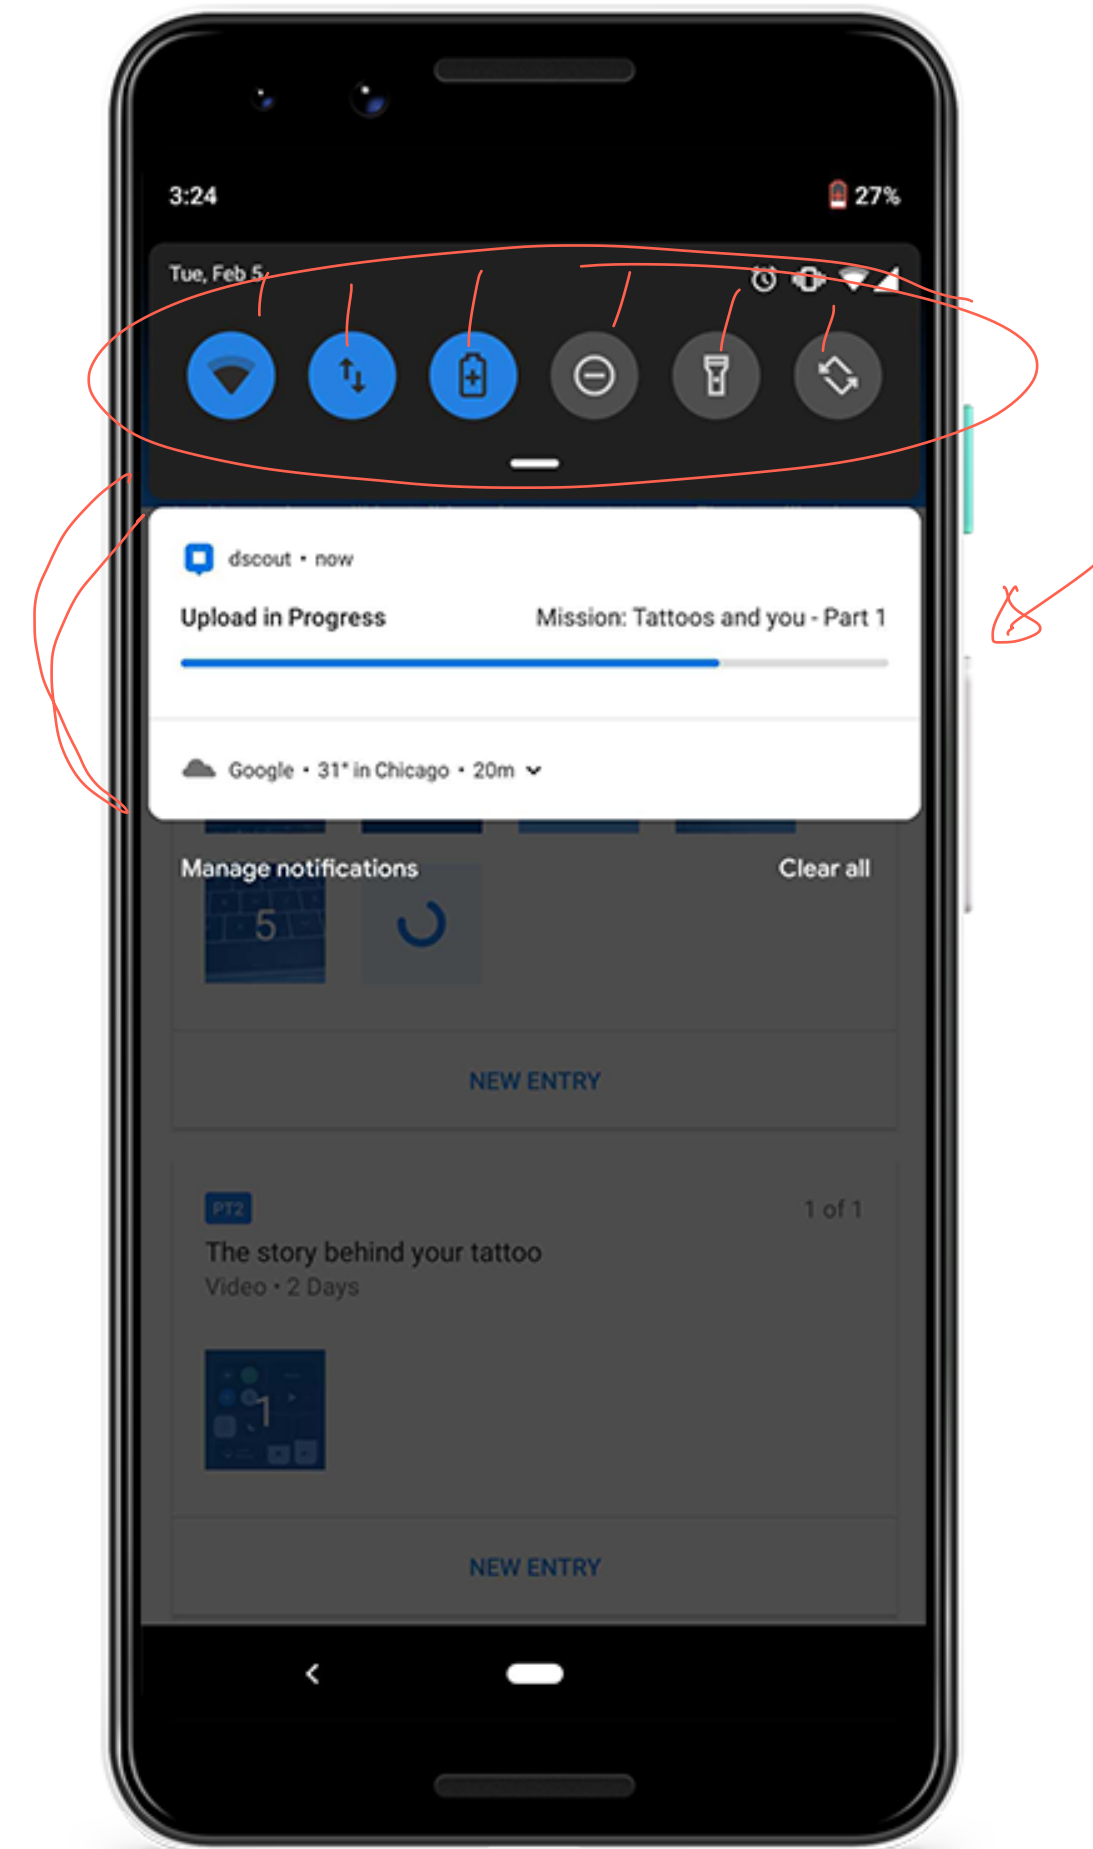 3:24 27%
Tue, Feb 5
dscout • now
Upload in Progress Mission: Tattoos and you - Part 1
Google • 31° in Chicago • 20m
Manage notifications Clear all
5
NEW ENTRY
PT2 1 of 1
The story behind your tattoo
Video • 2 Days
1
NEW ENTRY